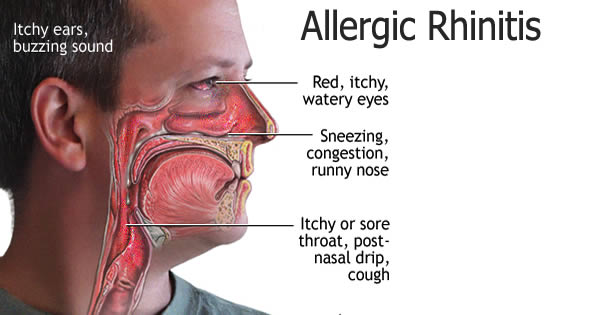 Allergic Rhinitis
Itchy ears,
buzzing sound
Red, itchy,
watery eyes
Sneezing,
congestion,
runny nose
Itchy or sore
throat, post-
nasal drip,
cough